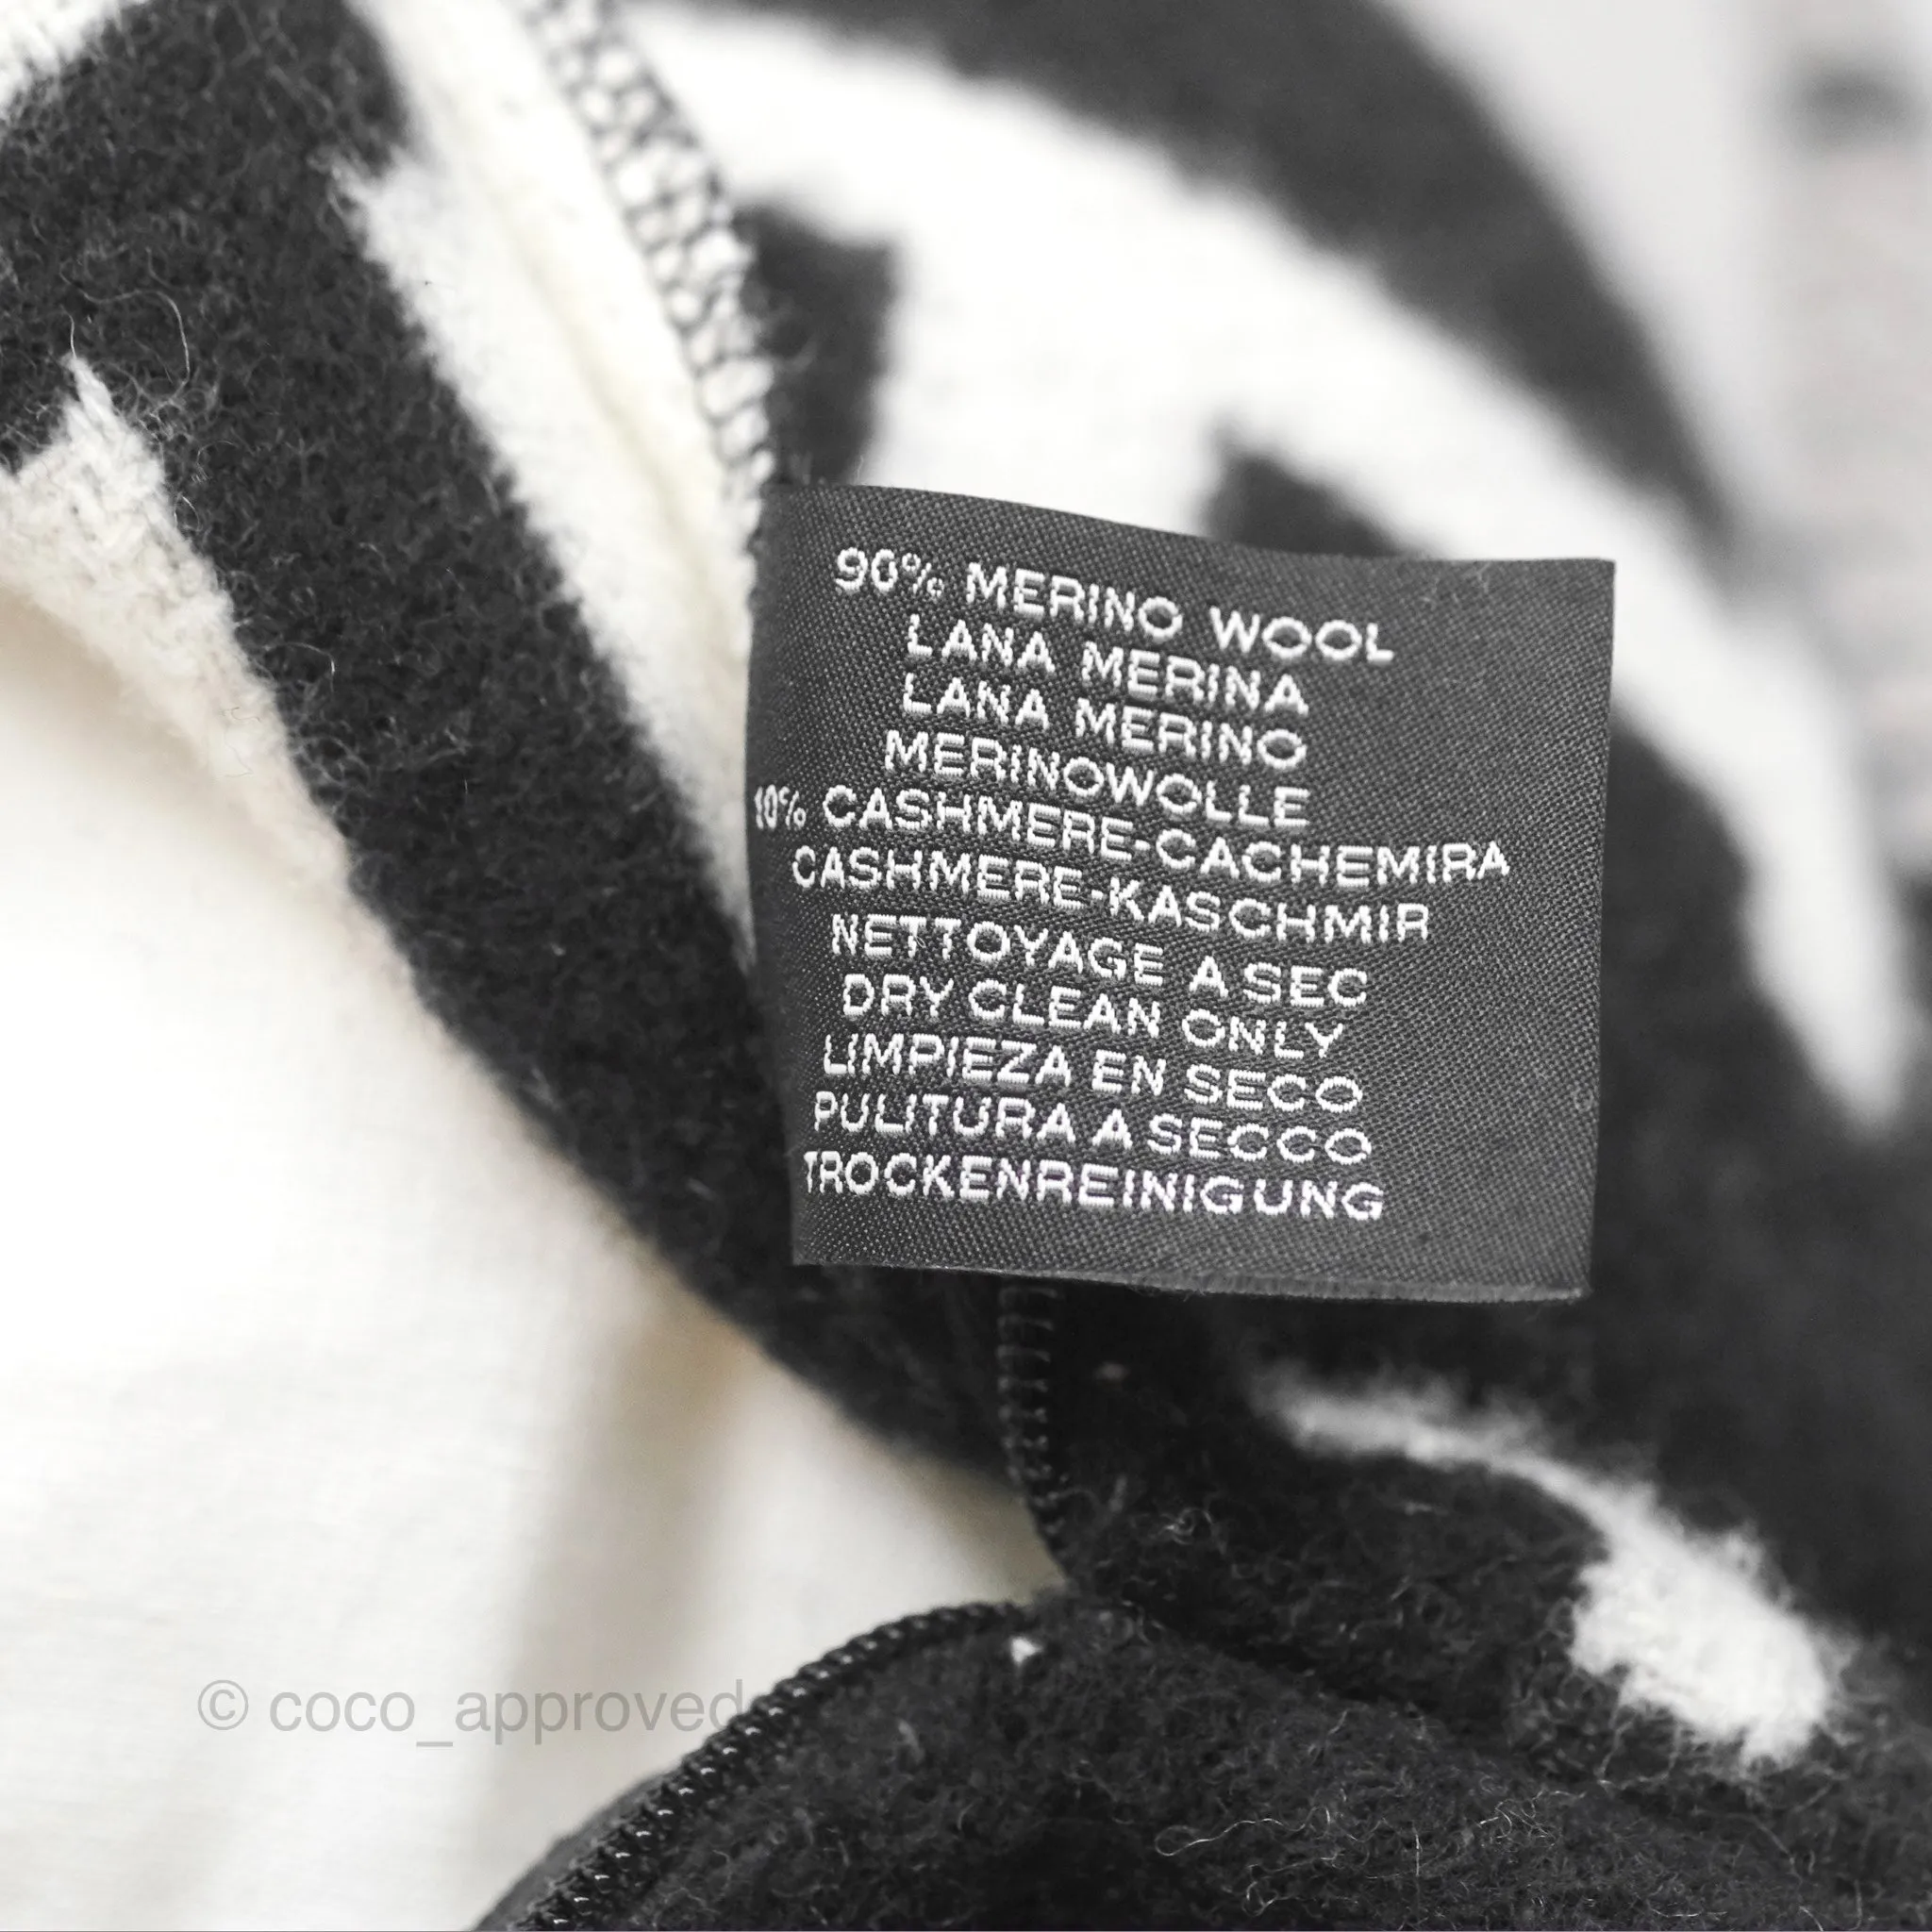 90% MERINO WOOL
LANA MERINA
LANA MERINO
MERINOWOLLE
10% CASHMERE-CACHEMIRA
CASHMERE-KASCHMIR
NETTOYAGE A SEC
DRY CLEAN ONLY
LIMPIEZA EN SECO
PULITURA A SECCO
TROCKENREINIGUNG
© coco_approved